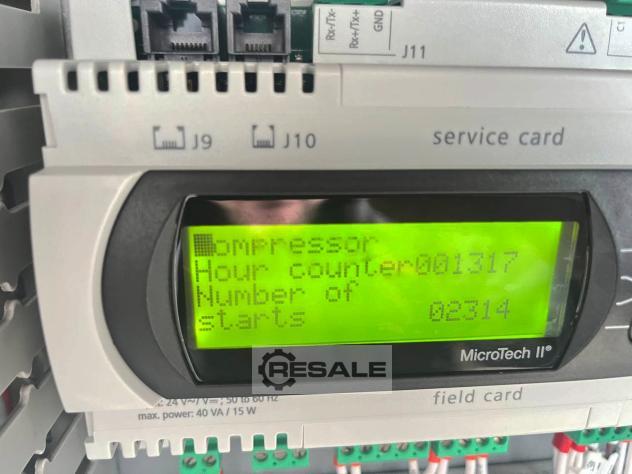 Rx-/Tx-
Rx+/Tx+
GND
J11
C1
J9
J10
service card
ompressor
Hour counter001317
Number of
starts 02314
MicroTech II®
RESALE
24 V~/ ; 50 to 60 Hz
max. power: 40 VA / 15 W
field card